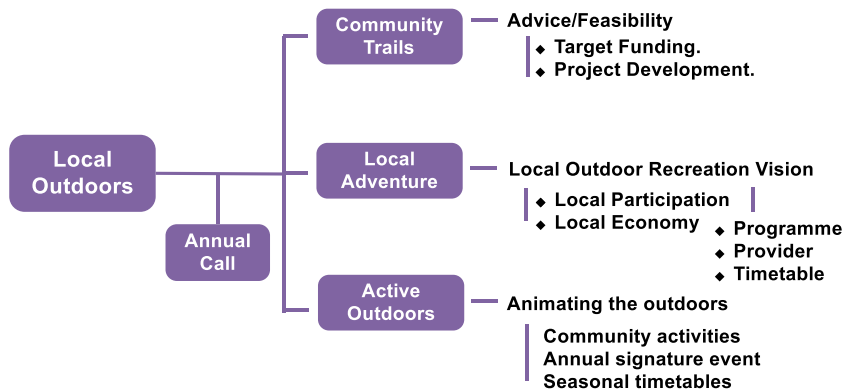 Local
Outdoors
Annual
Call
Community
Trails
Advice/Feasibility
Target Funding.
Project Development.
Local
Adventure
Local Outdoor Recreation Vision
Local Participation
Local Economy
Programme
Provider
Timetable
Active
Outdoors
Animating the outdoors
Community activities
Annual signature event
Seasonal timetables